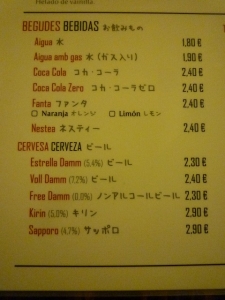 Helado de vainilla.
BEGUDES BEBIDAS お飲みもの
Aigua 水 1,80 €
Aigua amb gas 水 (ガス入り) 1,90 €
Coca Cola コカ・コーラ 2,40 €
Coca Cola Zero コカ・コーラゼロ 2,40 €
Fanta ファンタ 2,40 €
□ Naranja オレンジ □ Limón レモン
Nestea ネスティー 2,40 €
CERVESA CERVEZA ビール
Estrella Damm (5,4%) ビール 2,30 €
Voll Damm (7,2%) ビール 2,40 €
Free Damm (0,0%) ノンアルコールビール 2,30 €
Kirin (5,0%) キリン 2,90 €
Sapporo (4,7%) サッポロ 2,90 €